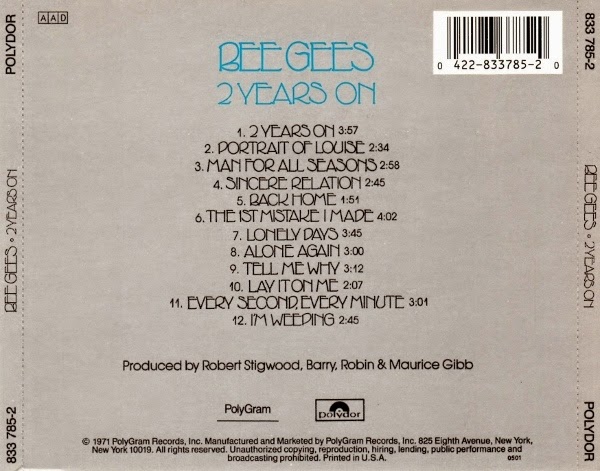 AAD
POLYDOR
833 785-2
BEE GEES
2 YEARS ON
0 422-833785-2 0
1. 2 YEARS ON 3:57
2. PORTRAIT OF LOUISE 2:34
3. MAN FOR ALL SEASONS 2:58
4. SINCERE RELATION 2:45
5. BACK HOME 1:51
6. THE 1ST MISTAKE I MADE 4:02
7. LONELY DAYS 3:45
8. ALONE AGAIN 3:00
9. TELL ME WHY 3:12
10. LAY IT ON ME 2:07
11. EVERY SECOND, EVERY MINUTE 3:01
12. I'M WEEPING 2:45
BEE GEES • 2 YEARS ON
BEE GEES • 2 YEARS ON
Produced by Robert Stigwood, Barry, Robin & Maurice Gibb
PolyGram
polydor
© 1971 PolyGram Records, Inc. Manufactured and Marketed by PolyGram Records, Inc. 825 Eighth Avenue, New York,
New York 10019. All rights reserved. Unauthorized copying, reproduction, hiring, lending, public performance and
broadcasting prohibited. Printed in U.S.A.
0501
833 785-2
POLYDOR